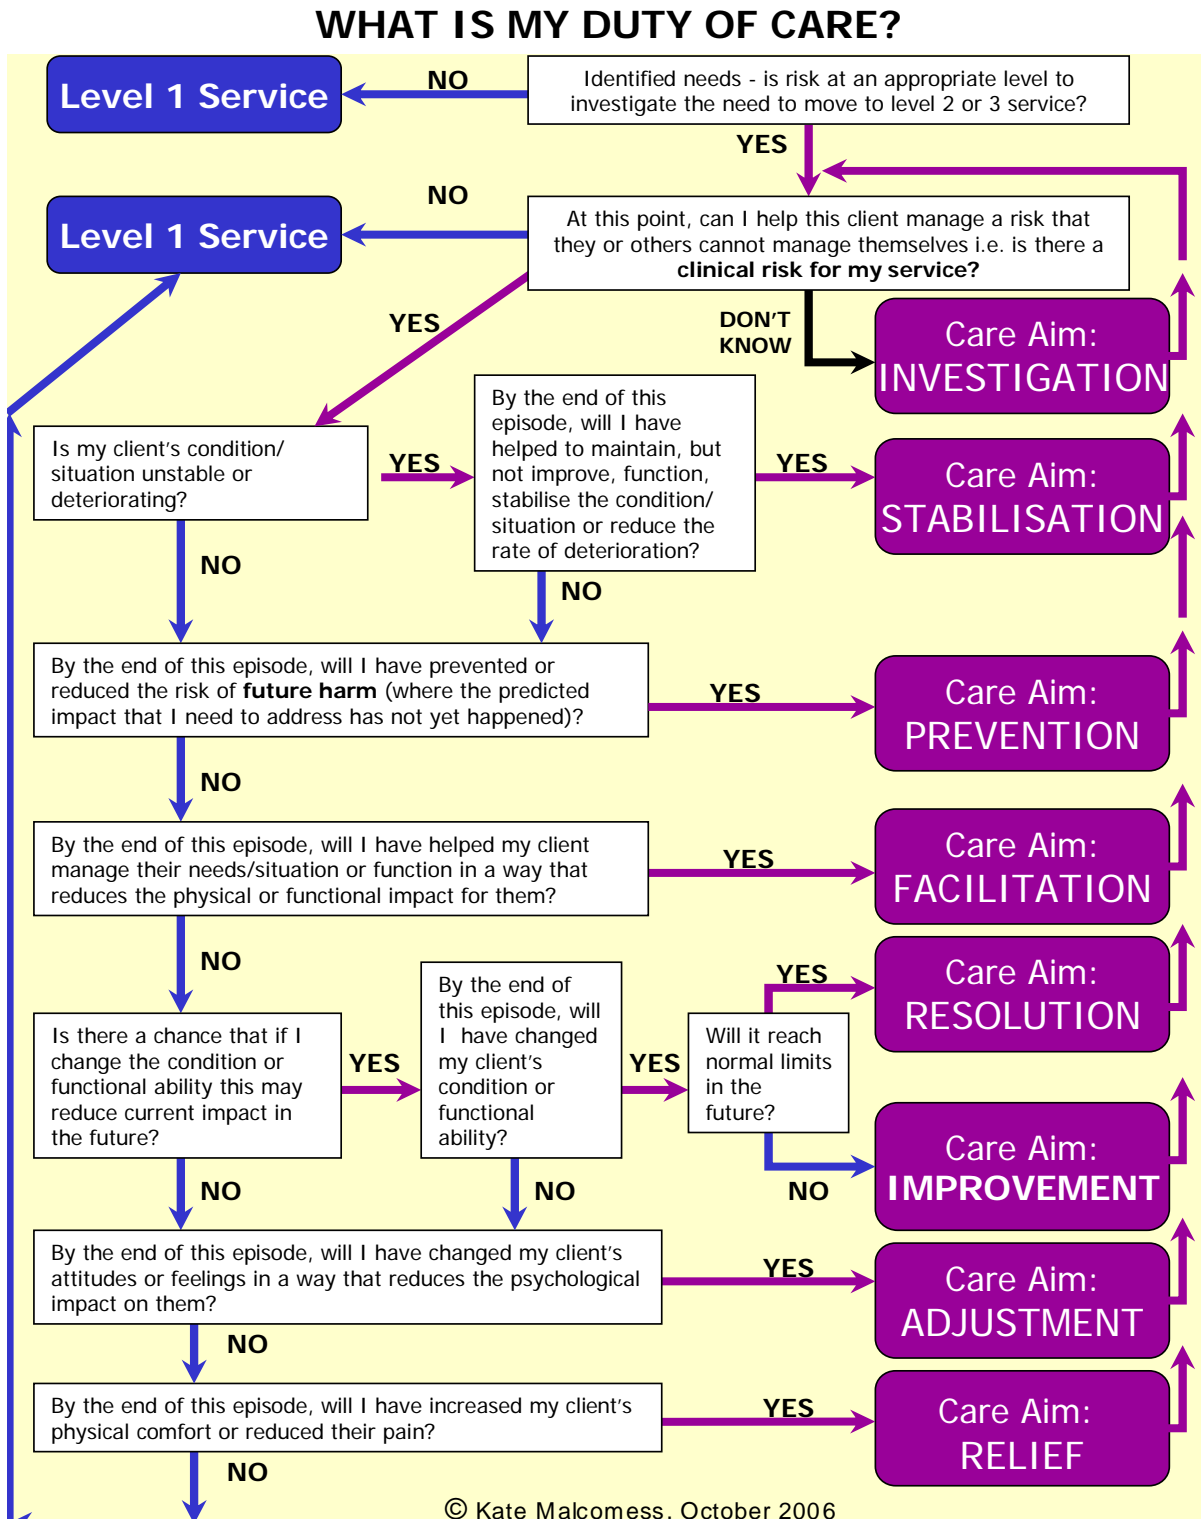 WHAT IS MY DUTY OF CARE?
Level 1 Service
NO
Identified needs - is risk at an appropriate level to
investigate the need to move to level 2 or 3 service?
YES
Level 1 Service
NO
At this point, can I help this client manage a risk that
they or others cannot manage themselves i.e. is there a
clinical risk for my service?
YES
DON'T
KNOW
Care Aim:
INVESTIGATION
Is my client's condition/
situation unstable or
deteriorating?
YES
By the end of this
episode, will I have
helped to maintain, but
not improve, function,
stabilise the condition/
situation or reduce the
rate of deterioration?
YES
Care Aim:
STABILISATION
NO
NO
By the end of this episode, will I have prevented or
reduced the risk of future harm (where the predicted
impact that I need to address has not yet happened)?
YES
Care Aim:
PREVENTION
NO
By the end of this episode, will I have helped my client
manage their needs/situation or function in a way that
reduces the physical or functional impact for them?
YES
Care Aim:
FACILITATION
NO
Is there a chance that if I
change the condition or
functional ability this may
reduce current impact in
the future?
YES
By the end of
this episode, will
I have changed
my client's
condition or
functional
ability?
YES
Will it reach
normal limits
in the
future?
YES
Care Aim:
RESOLUTION
NO
Care Aim:
IMPROVEMENT
NO
NO
By the end of this episode, will I have changed my client's
attitudes or feelings in a way that reduces the psychological
impact on them?
YES
Care Aim:
ADJUSTMENT
NO
By the end of this episode, will I have increased my client's
physical comfort or reduced their pain?
YES
Care Aim:
RELIEF
NO
© Kate Malcomess, October 2006